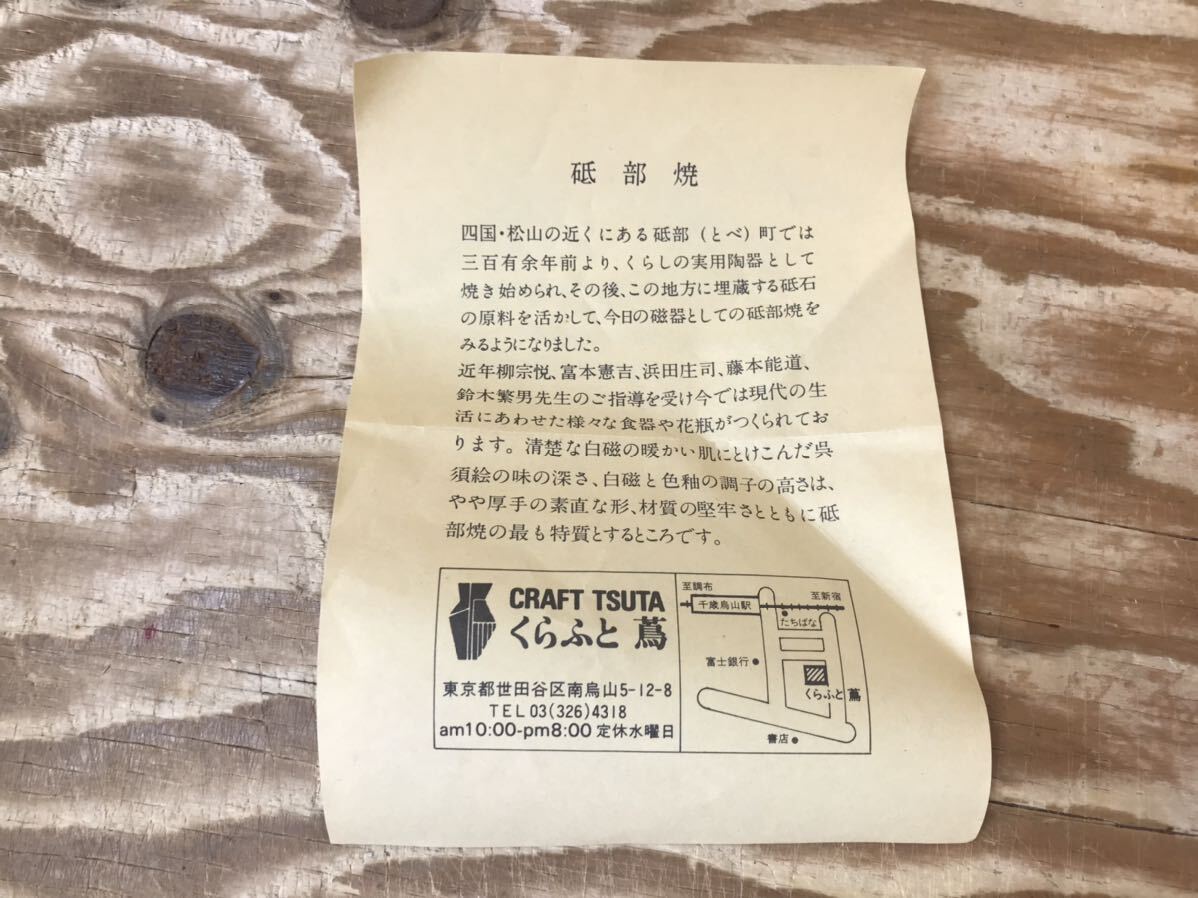 砥部焼
四国・松山の近くにある砥部（とべ）町では
三百有余年前より、くらしの実用陶器として
焼き始められ、その後、この地方に埋蔵する砥石
の原料を活かして、今日の磁器としての砥部焼を
みるようになりました。
近年柳宗悦、富本憲吉、浜田庄司、藤本能道、
鈴木繁男先生のご指導を受け今では現代の生
活にあわせた様々な食器や花瓶がつくられてお
ります。清楚な白磁の暖かい肌にとけこんだ呉
須絵の味の深さ、白磁と色釉の調子の高さは、
やや厚手の素直な形、材質の堅牢さとともに砥
部焼の最も特質とするところです。
CRAFT TSUTA
くらふと 蔦
東京都世田谷区南烏山5-12-8
TEL 03(326)4318
am10:00-pm8:00 定休水曜日
至調布
千歳烏山駅
至新宿
たちばな
富士銀行
くらふと 蔦
書店